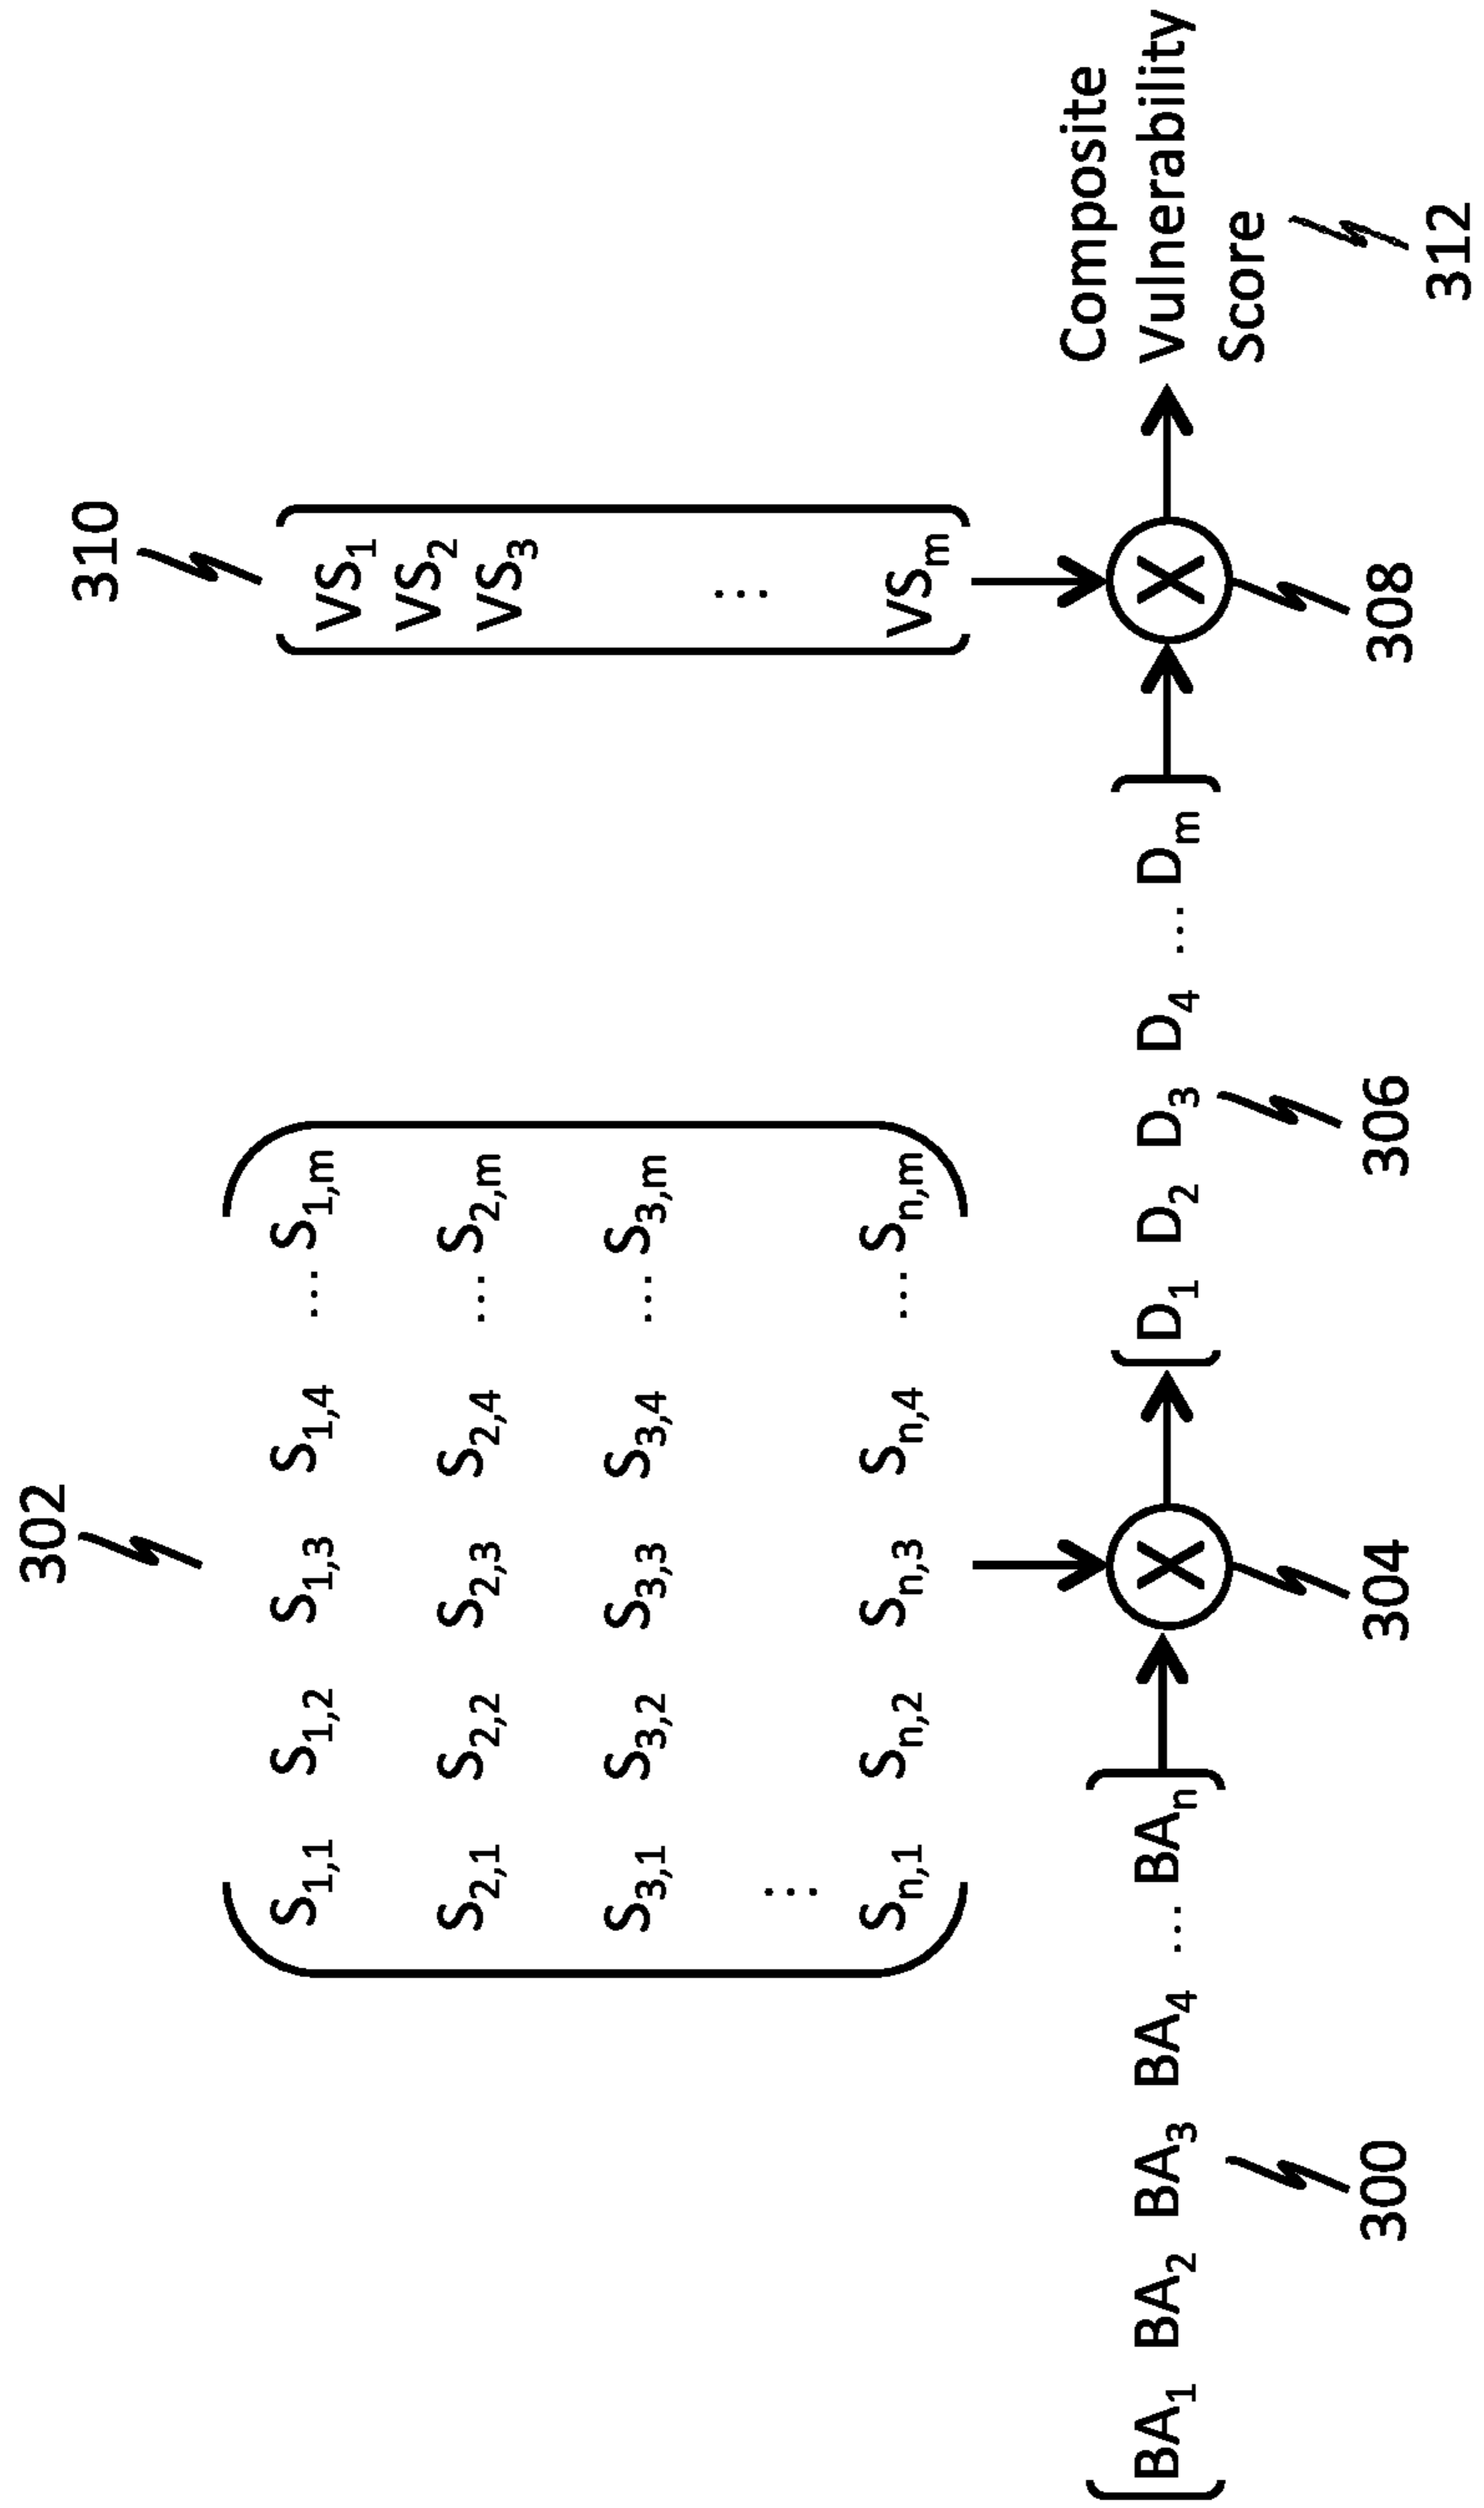 302
310
S1,1 S1,2 S1,3 S1,4 ... S1,m
S2,1 S2,2 S2,3 S2,4 ... S2,m
S3,1 S3,2 S3,3 S3,4 ... S3,m
...
Sn,1 Sn,2 Sn,3 Sn,4 ... Sn,m
VS1
VS2
VS3
...
VSm
BA1 BA2 BA3 BA4 ... BAn
X
D1 D2 D3 D4 ... Dm
X
Composite
Vulnerability
Score
300
304
306
308
312